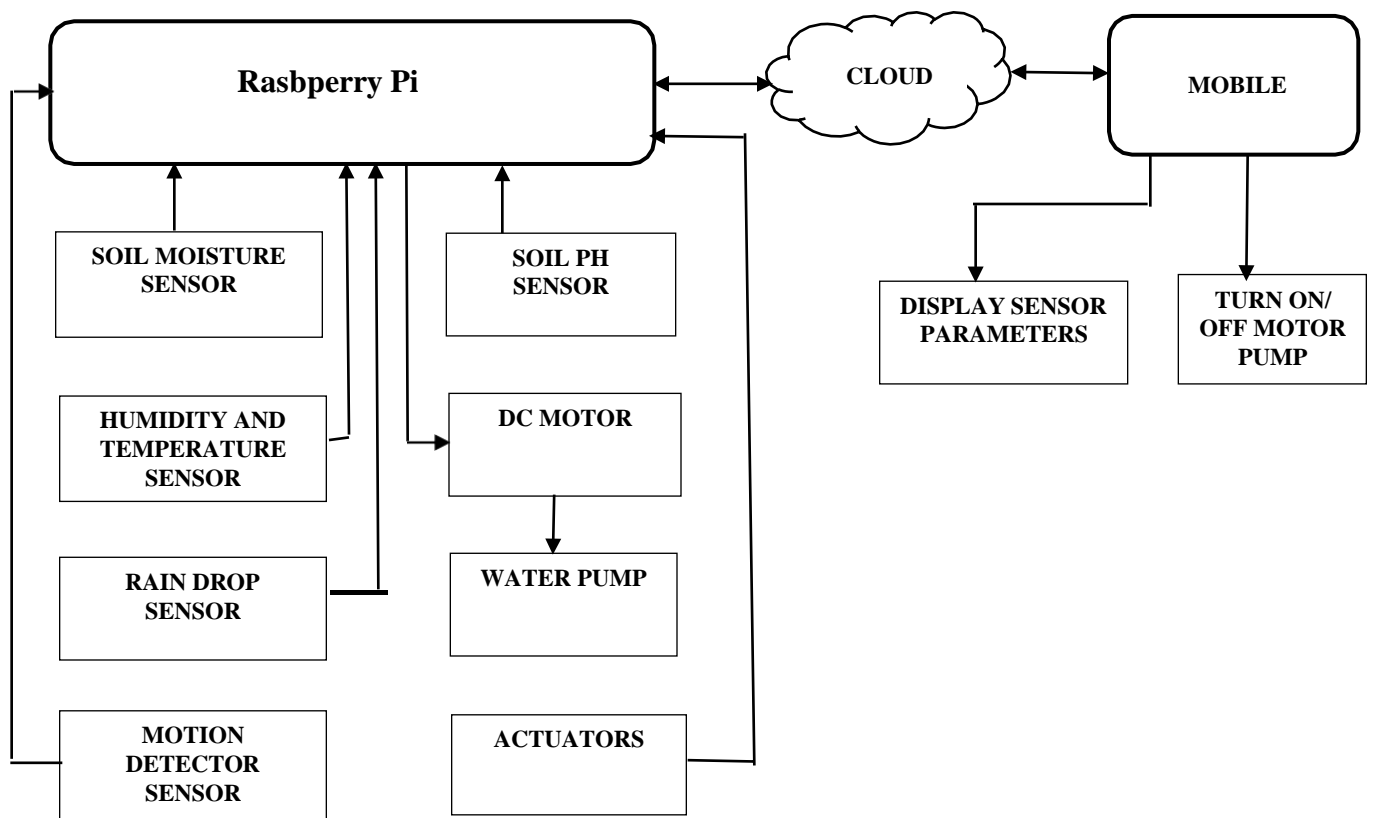 Rasbperry Pi
CLOUD
MOBILE
SOIL MOISTURE
SENSOR
SOIL PH
SENSOR
DISPLAY SENSOR
PARAMETERS
TURN ON/
OFF MOTOR
PUMP
HUMIDITY AND
TEMPERATURE
SENSOR
DC MOTOR
RAIN DROP
SENSOR
WATER PUMP
MOTION
DETECTOR
SENSOR
ACTUATORS